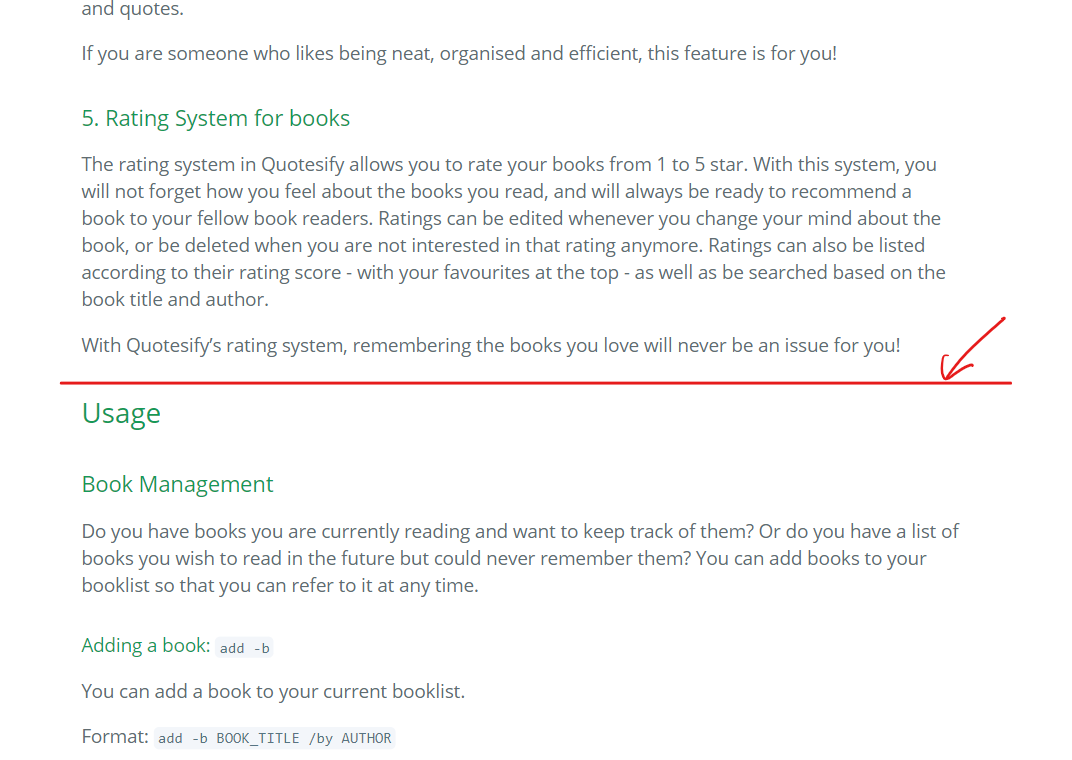 and quotes.
If you are someone who likes being neat, organised and efficient, this feature is for you!
5. Rating System for books
The rating system in Quotesify allows you to rate your books from 1 to 5 star. With this system, you
will not forget how you feel about the books you read, and will always be ready to recommend a
book to your fellow book readers. Ratings can be edited whenever you change your mind about the
book, or be deleted when you are not interested in that rating anymore. Ratings can also be listed
according to their rating score - with your favourites at the top - as well as be searched based on the
book title and author.
With Quotesify’s rating system, remembering the books you love will never be an issue for you!
Usage
Book Management
Do you have books you are currently reading and want to keep track of them? Or do you have a list of
books you wish to read in the future but could never remember them? You can add books to your
booklist so that you can refer to it at any time.
Adding a book: add -b
You can add a book to your current booklist.
Format: add -b BOOK_TITLE /by AUTHOR